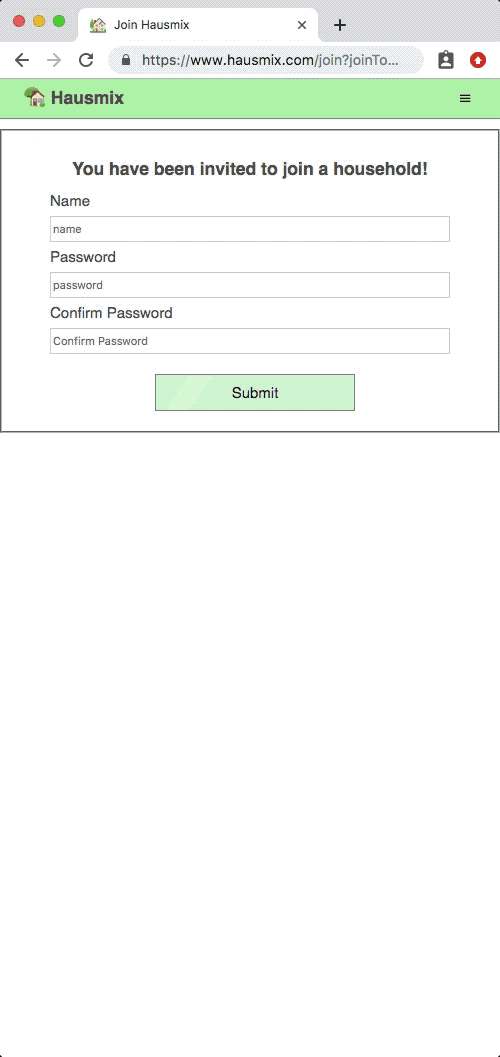 Join Hausmix
https://www.hausmix.com/join?joinTo...
Hausmix
You have been invited to join a household!
Name
name
Password
password
Confirm Password
Confirm Password
Submit